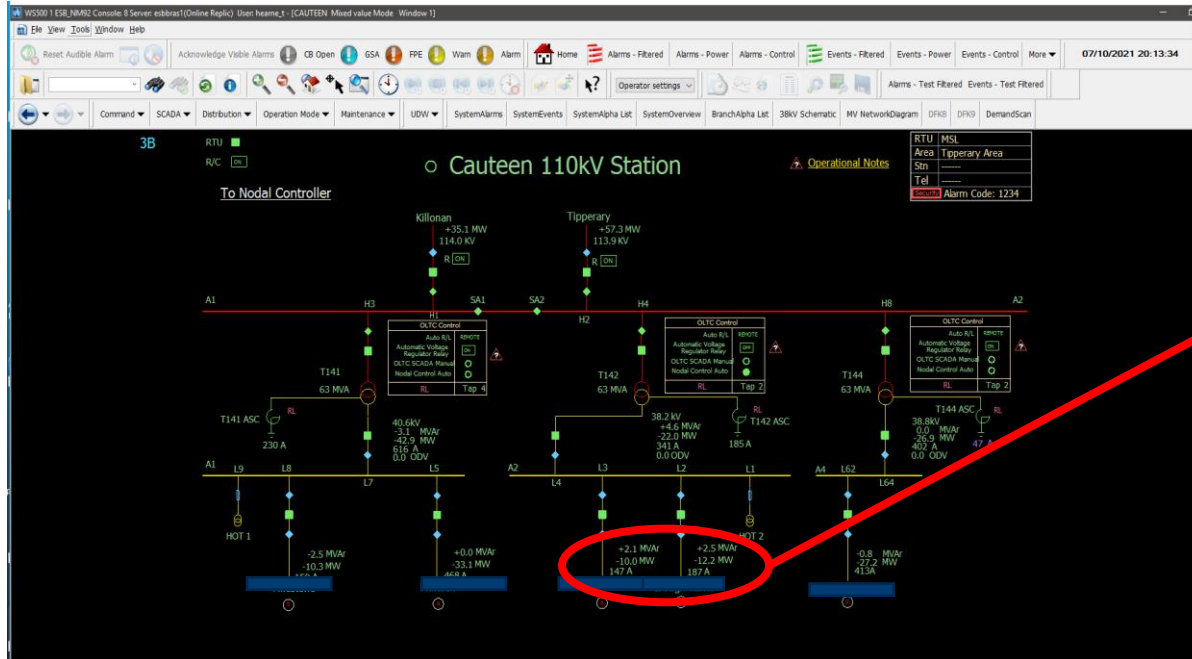 WS500 1 ESB_NM92 Console: 8 Server: esbbras1(Online Replic) User: hearne_t - [CAUTEEN Mixed value Mode Window 1]
File View Tools Window Help
Reset Audible Alarm Acknowledge Visible Alarms CB Open GSA FPE Warn Alarm Home Alarms - Filtered Alarms - Power Alarms - Control Events - Filtered Events - Power Events - Control More 07/10/2021 20:13:34
Operator settings Alarms - Test Filtered Events - Test Filtered
Command SCADA Distribution Operation Mode Maintenance UDW SystemAlarms SystemEvents SystemAlpha List SystemOverview BranchAlpha List 38kV Schematic MV NetworkDiagram DFK8 DFK9 DemandScan
3B RTU
R/C ON
Cauteen 110kV Station
Operational Notes
RTU MSL
Area Tipperary Area
Stn ------
Tel ------
Security Alarm Code: 1234
To Nodal Controller
Killonan Tipperary
+35.1 MW +57.3 MW
114.0 KV 113.9 KV
R ON R ON
A1 H3 SA1 SA2 H4 H8 A2
H1 H2
OLTC Control
Auto R/L REMOTE
Automatic Voltage Regulator Relay ON
OLTC SCADA Manual
Nodal Control Auto
RL Tap 4
OLTC Control
Auto R/L REMOTE
Automatic Voltage Regulator Relay OFF
OLTC SCADA Manual
Nodal Control Auto
RL Tap 2
OLTC Control
Auto R/L REMOTE
Automatic Voltage Regulator Relay
OLTC SCADA Manual
Nodal Control Auto
RL Tap 2
T141 T142 T144
63 MVA 63 MVA 63 MVA
T141 ASC RL
230 A
40.6kV
-3.1 MVAr
-42.9 MW
616 A
0.0 ODV
38.2 kV
+4.6 MVAr
-22.0 MW
341 A
0.0 ODV
RL
T142 ASC
185 A
38.8kV
0.0 MVAr
-26.9 MW
402 A
0.0 ODV
T144 ASC
RL
47 A
A1 L9 L8 L5 A2 L3 L2 L1 A4 L62
L7 L4 L64
HOT 1 HOT 2
-2.5 MVAr
-10.3 MW
+0.0 MVAr
-33.1 MW
468 A
+2.1 MVAr
-10.0 MW
147 A
+2.5 MVAr
-12.2 MW
187 A
-0.8 MVAr
-27.2 MW
413A